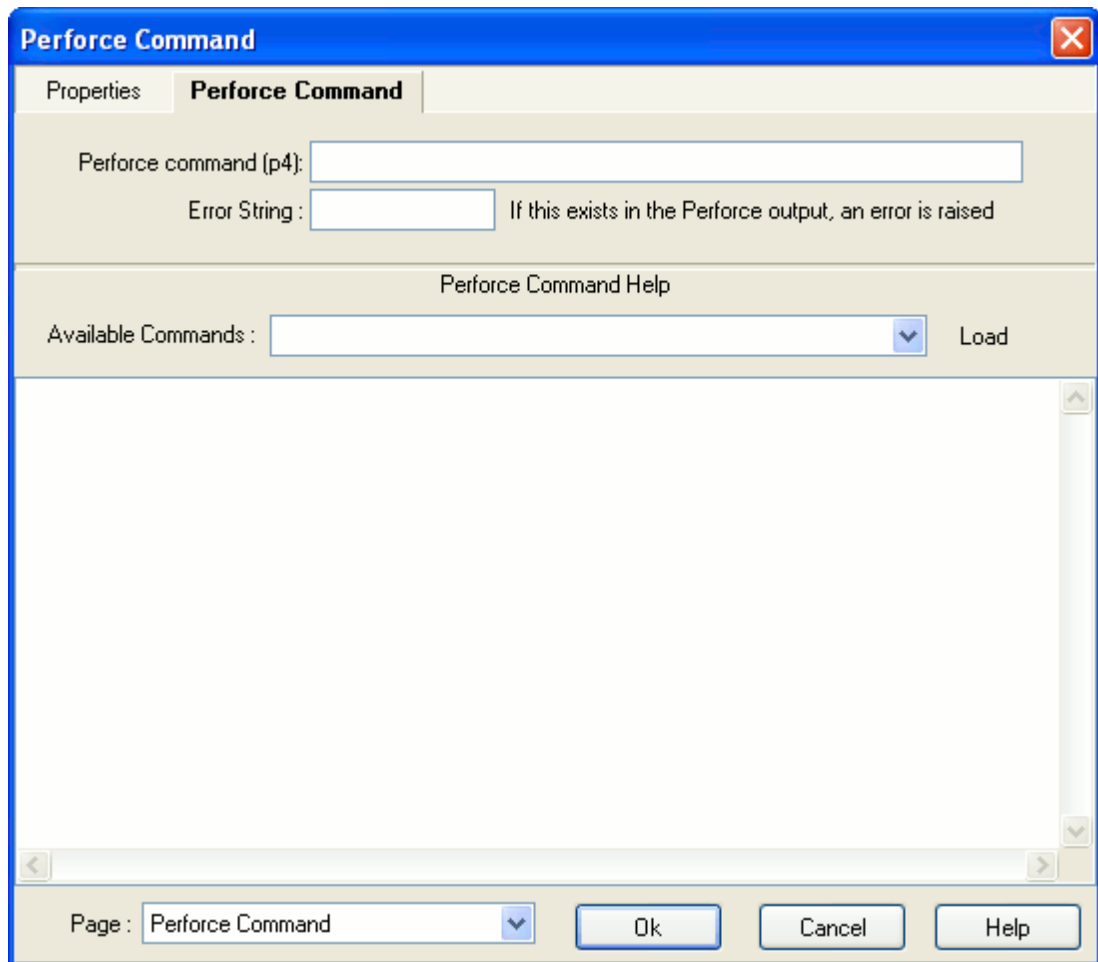 Perforce Command
Properties Perforce Command
Perforce command (p4):
Error String : If this exists in the Perforce output, an error is raised
Perforce Command Help
Available Commands : Load
Page : Perforce Command Ok Cancel Help